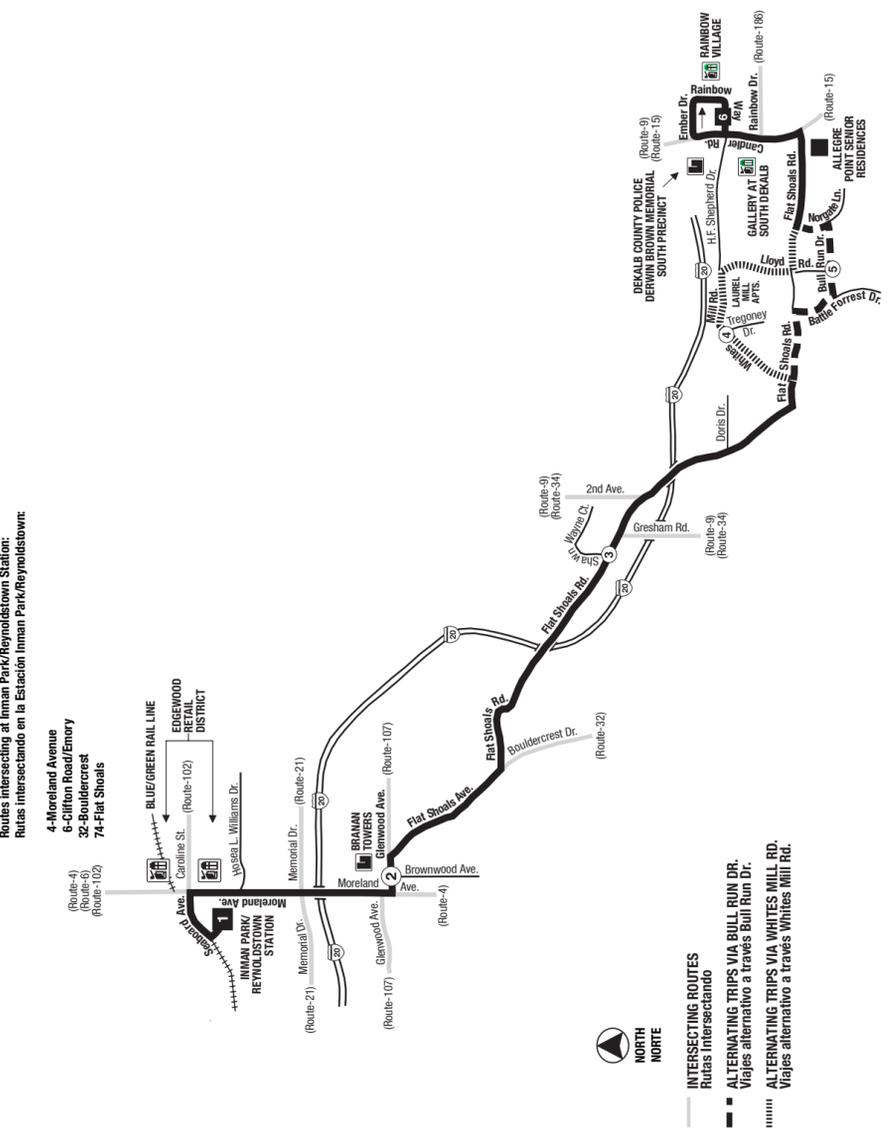 Routes intersecting at Inman Park/Reynoldstown Station:
Rutas intersectando en la Estación Inman Park/Reynoldstown:
4-Moreland Avenue
6-Clifton Road/Emory
32-Bouldercrest
74-Flat Shoals
BLUE/GREEN RAIL LINE
EDGEWOOD
RETAIL
DISTRICT
(Route-4)
(Route-6)
(Route-102)
Caroline St.
(Route-102)
Hosea L. Williams Dr.
Seaboard Ave.
1
INMAN PARK/
REYNOLDSTOWN
STATION
Moreland Ave.
Memorial Dr.
(Route-21)
Memorial Dr.
(Route-21)
20
20
BRANAN
TOWERS
Glenwood Ave.
(Route-107)
Glenwood Ave.
(Route-107)
Moreland
Ave.
(Route-4)
2
Brownwood Ave.
Flat Shoals Ave.
Bouldercrest Dr.
(Route-32)
Flat Shoals Rd.
20
Flat Shoals Rd.
20
3
Shawn Wayne Ct.
2nd Ave.
(Route-9)
(Route-34)
Gresham Rd.
(Route-9)
(Route-34)
20
Doris Dr.
Flat Shoals Rd.
Whites Mill Rd.
4
Tregoney
Dr.
LAUREL
MILL
APTS.
20
Lloyd Rd.
Battle Forrest Dr.
Bull Run Dr.
5
Norgate Ln.
Flat Shoals Rd.
H.F. Shepherd Dr.
DEKALB COUNTY POLICE
DERWIN BROWN MEMORIAL
SOUTH PRECINCT
GALLERY AT
SOUTH DEKALB
Candler Rd.
(Route-9)
(Route-15)
Ember Dr.
Rainbow
Way
6
RAINBOW
VILLAGE
Rainbow Dr.
(Route-186)
(Route-15)
ALLEGRE
POINT SENIOR
RESIDENCES
NORTH
NORTE
INTERSECTING ROUTES
Rutas Intersectando
ALTERNATING TRIPS VIA BULL RUN DR.
Viajes alternativo a través Bull Run Dr.
ALTERNATING TRIPS VIA WHITES MILL RD.
Viajes alternativo a través Whites Mill Rd.